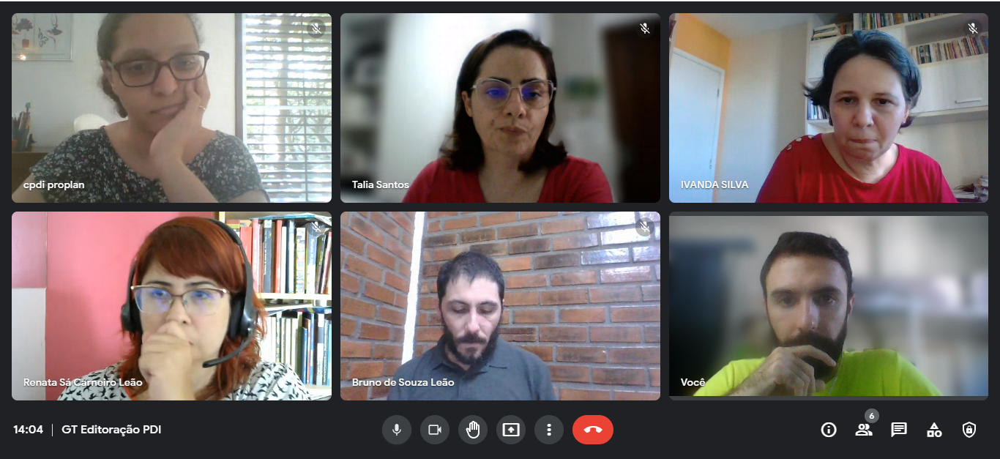 cpdi proplan
Talia Santos
IVANDA SILVA
Renata Sá Carneiro Leão
Bruno de Souza Leão
Você
14:04 | GT Editoração PDI
6